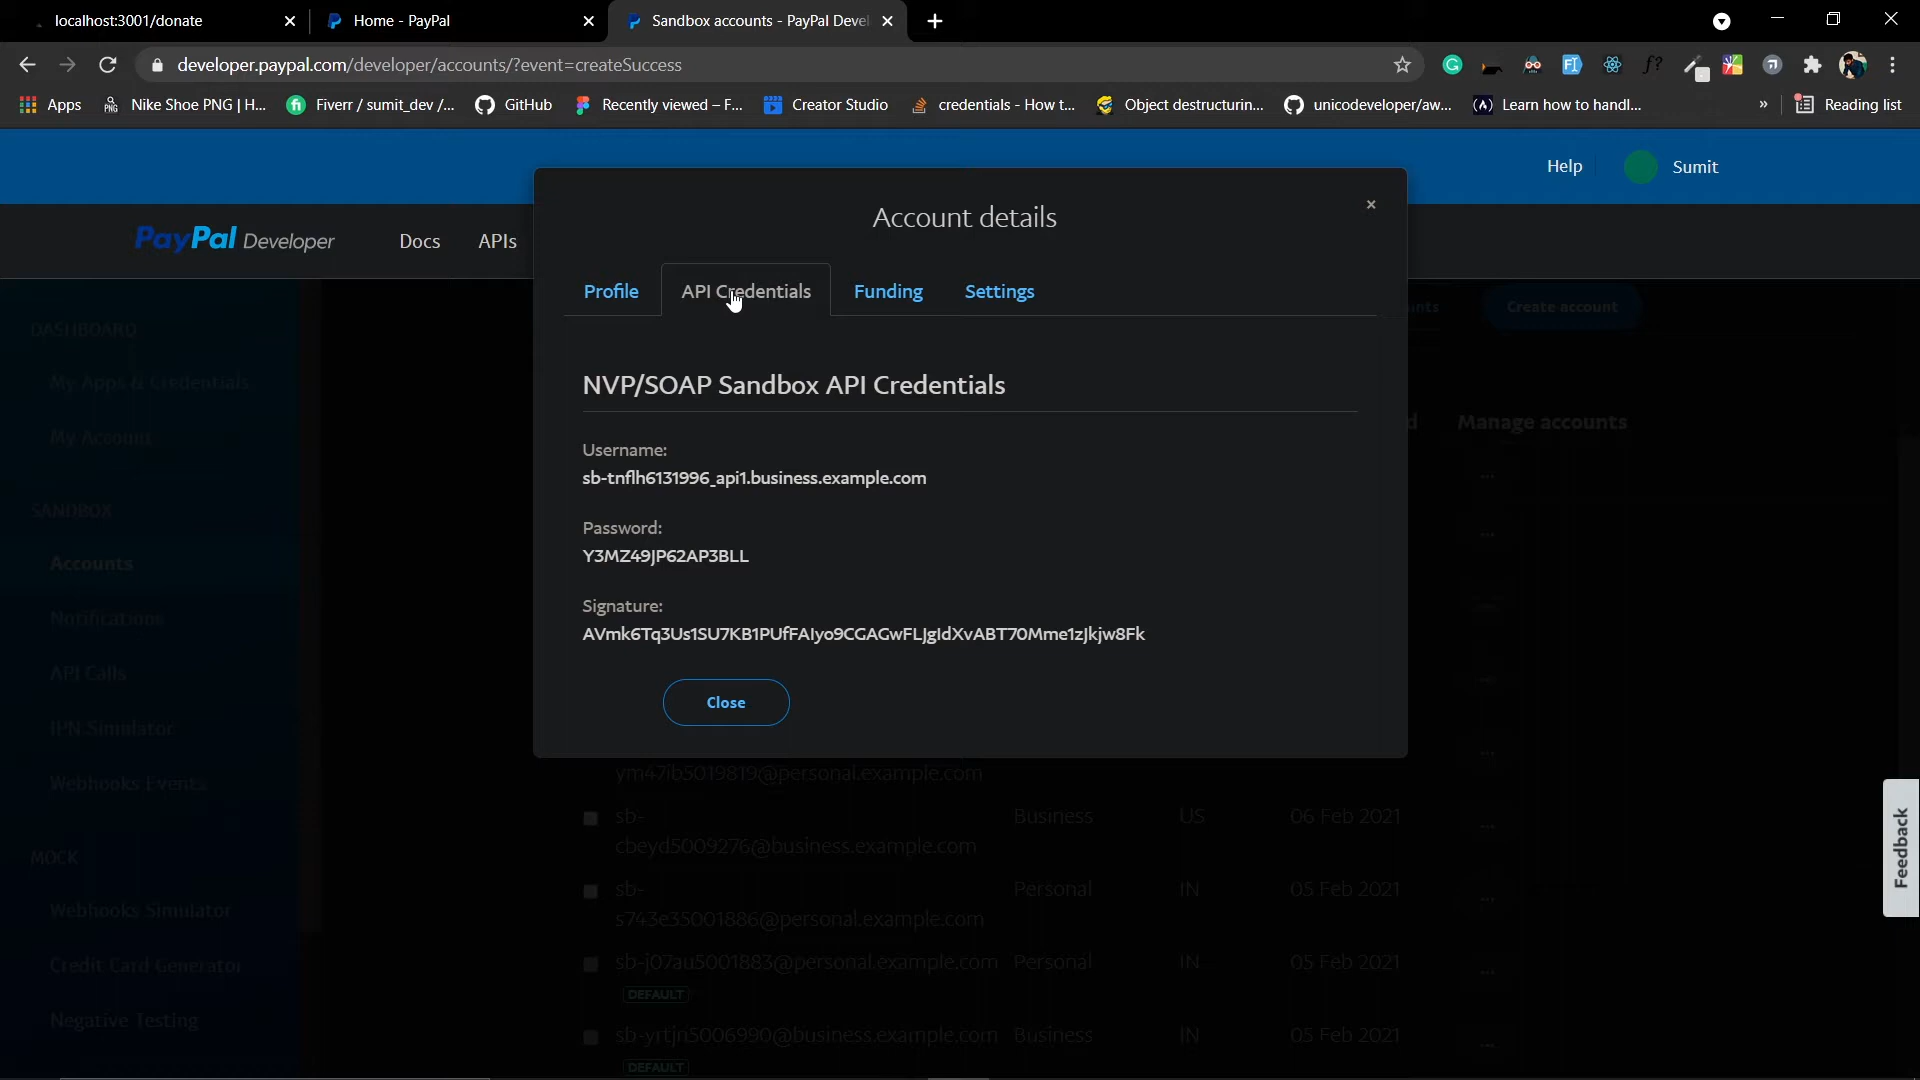 localhost:3001/donate
Home - PayPal
Sandbox accounts - PayPal Devel
developer.paypal.com/developer/accounts/?event=createSuccess
Apps
Nike Shoe PNG | H...
Fiverr / sumit_dev /...
GitHub
Recently viewed – F...
Creator Studio
credentials - How t...
Object destructurin...
unicodeveloper/aw...
Learn how to handl...
»
Reading list
Help
Sumit
PayPal Developer
Docs
APIs
Account details
×
Profile
API Credentials
Funding
Settings
Create account
DASHBOARD
My Apps & Credentials
My Account
SANDBOX
Accounts
Notifications
API Calls
IPN Simulator
Webhooks Events
MOCK
Webhooks Simulator
Credit Card Generator
Negative Testing
NVP/SOAP Sandbox API Credentials
Manage accounts
Username:
sb-tnflh6131996_api1.business.example.com
Password:
Y3MZ49JP62AP3BLL
Signature:
AVmk6Tq3Us1SU7KB1PUfFAIyo9CGAGwFLJgIdXvABT7OMme1zJkjw8Fk
Close
ym47ib5019819@personal.example.com
sb- Business US 06 Feb 2021
cbeyd5009276@business.example.com
sb- Personal IN 05 Feb 2021
s743e35001886@personal.example.com
sb-j07au5001883@personal.example.com Personal IN 05 Feb 2021
DEFAULT
sb-yrtjn5006990@business.example.com Business IN 05 Feb 2021
DEFAULT
Feedback